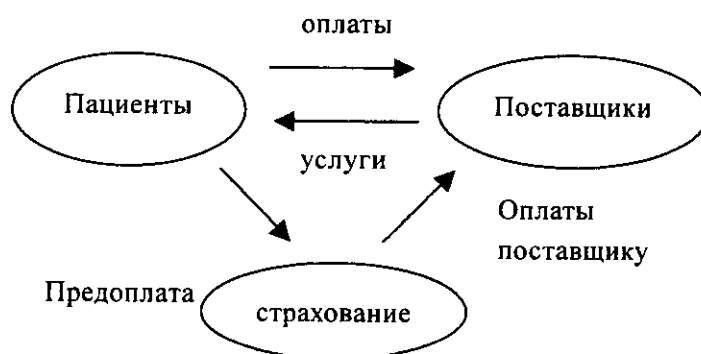 оплаты
Пациенты
Поставщики
услуги
Оплаты
поставщику
Предоплата
страхование